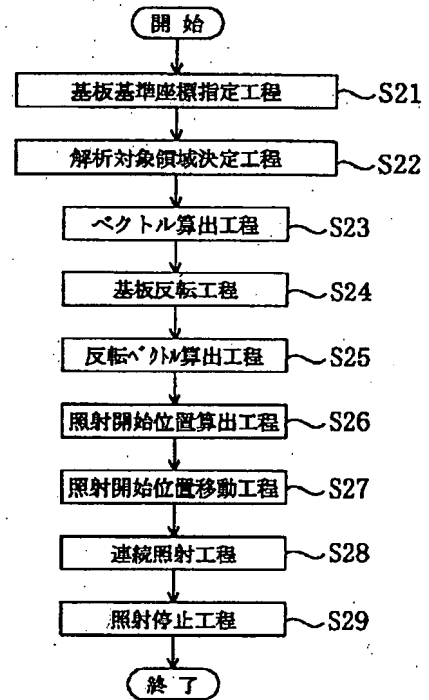 開始
基板基準座標指定工程 S21
解析対象領域決定工程 S22
ベクトル算出工程 S23
基板反転工程 S24
反転ベクトル算出工程 S25
照射開始位置算出工程 S26
照射開始位置移動工程 S27
連続照射工程 S28
照射停止工程 S29
終了